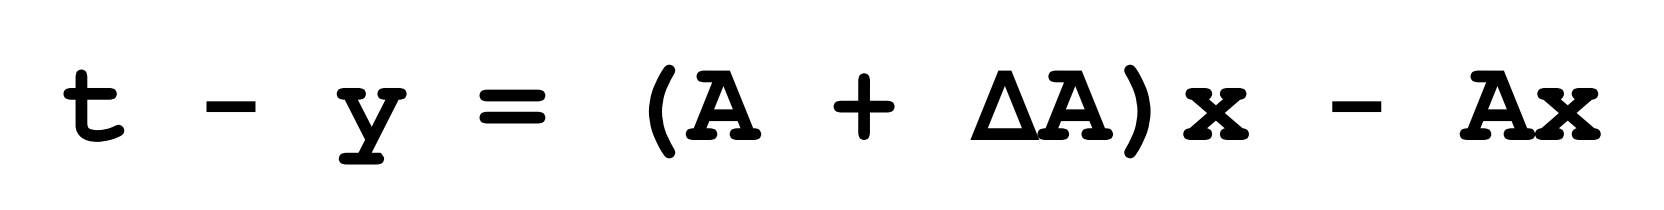 t - y = (A + ΔA)x - Ax